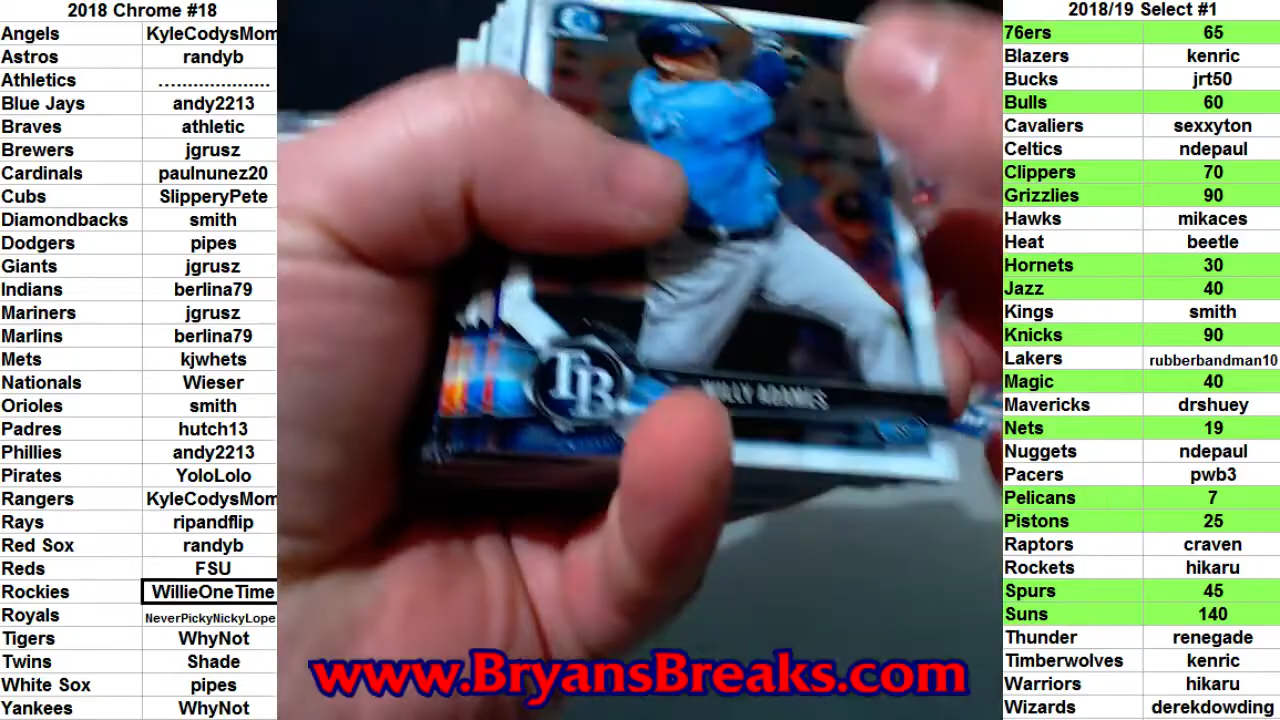 2018 Chrome #18
Angels KyleCodysMom
Astros randyb
Athletics ....................
Blue Jays andy2213
Braves athletic
Brewers jgrusz
Cardinals paulnunez20
Cubs SlipperyPete
Diamondbacks smith
Dodgers pipes
Giants jgrusz
Indians berlina79
Mariners jgrusz
Marlins berlina79
Mets kjwhets
Nationals Wieser
Orioles smith
Padres hutch13
Phillies andy2213
Pirates YoloLolo
Rangers KyleCodysMom
Rays ripandflip
Red Sox randyb
Reds FSU
Rockies WillieOneTime
Royals NeverPickyNickyLope
Tigers WhyNot
Twins Shade
White Sox pipes
Yankees WhyNot
TB
WILLY ADAMES
www.BryansBreaks.com
2018/19 Select #1
76ers 65
Blazers kenric
Bucks jrt50
Bulls 60
Cavaliers sexxyton
Celtics ndepaul
Clippers 70
Grizzlies 90
Hawks mikaces
Heat beetle
Hornets 30
Jazz 40
Kings smith
Knicks 90
Lakers rubberbandman10
Magic 40
Mavericks drshuey
Nets 19
Nuggets ndepaul
Pacers pwb3
Pelicans 7
Pistons 25
Raptors craven
Rockets hikaru
Spurs 45
Suns 140
Thunder renegade
Timberwolves kenric
Warriors hikaru
Wizards derekdowding